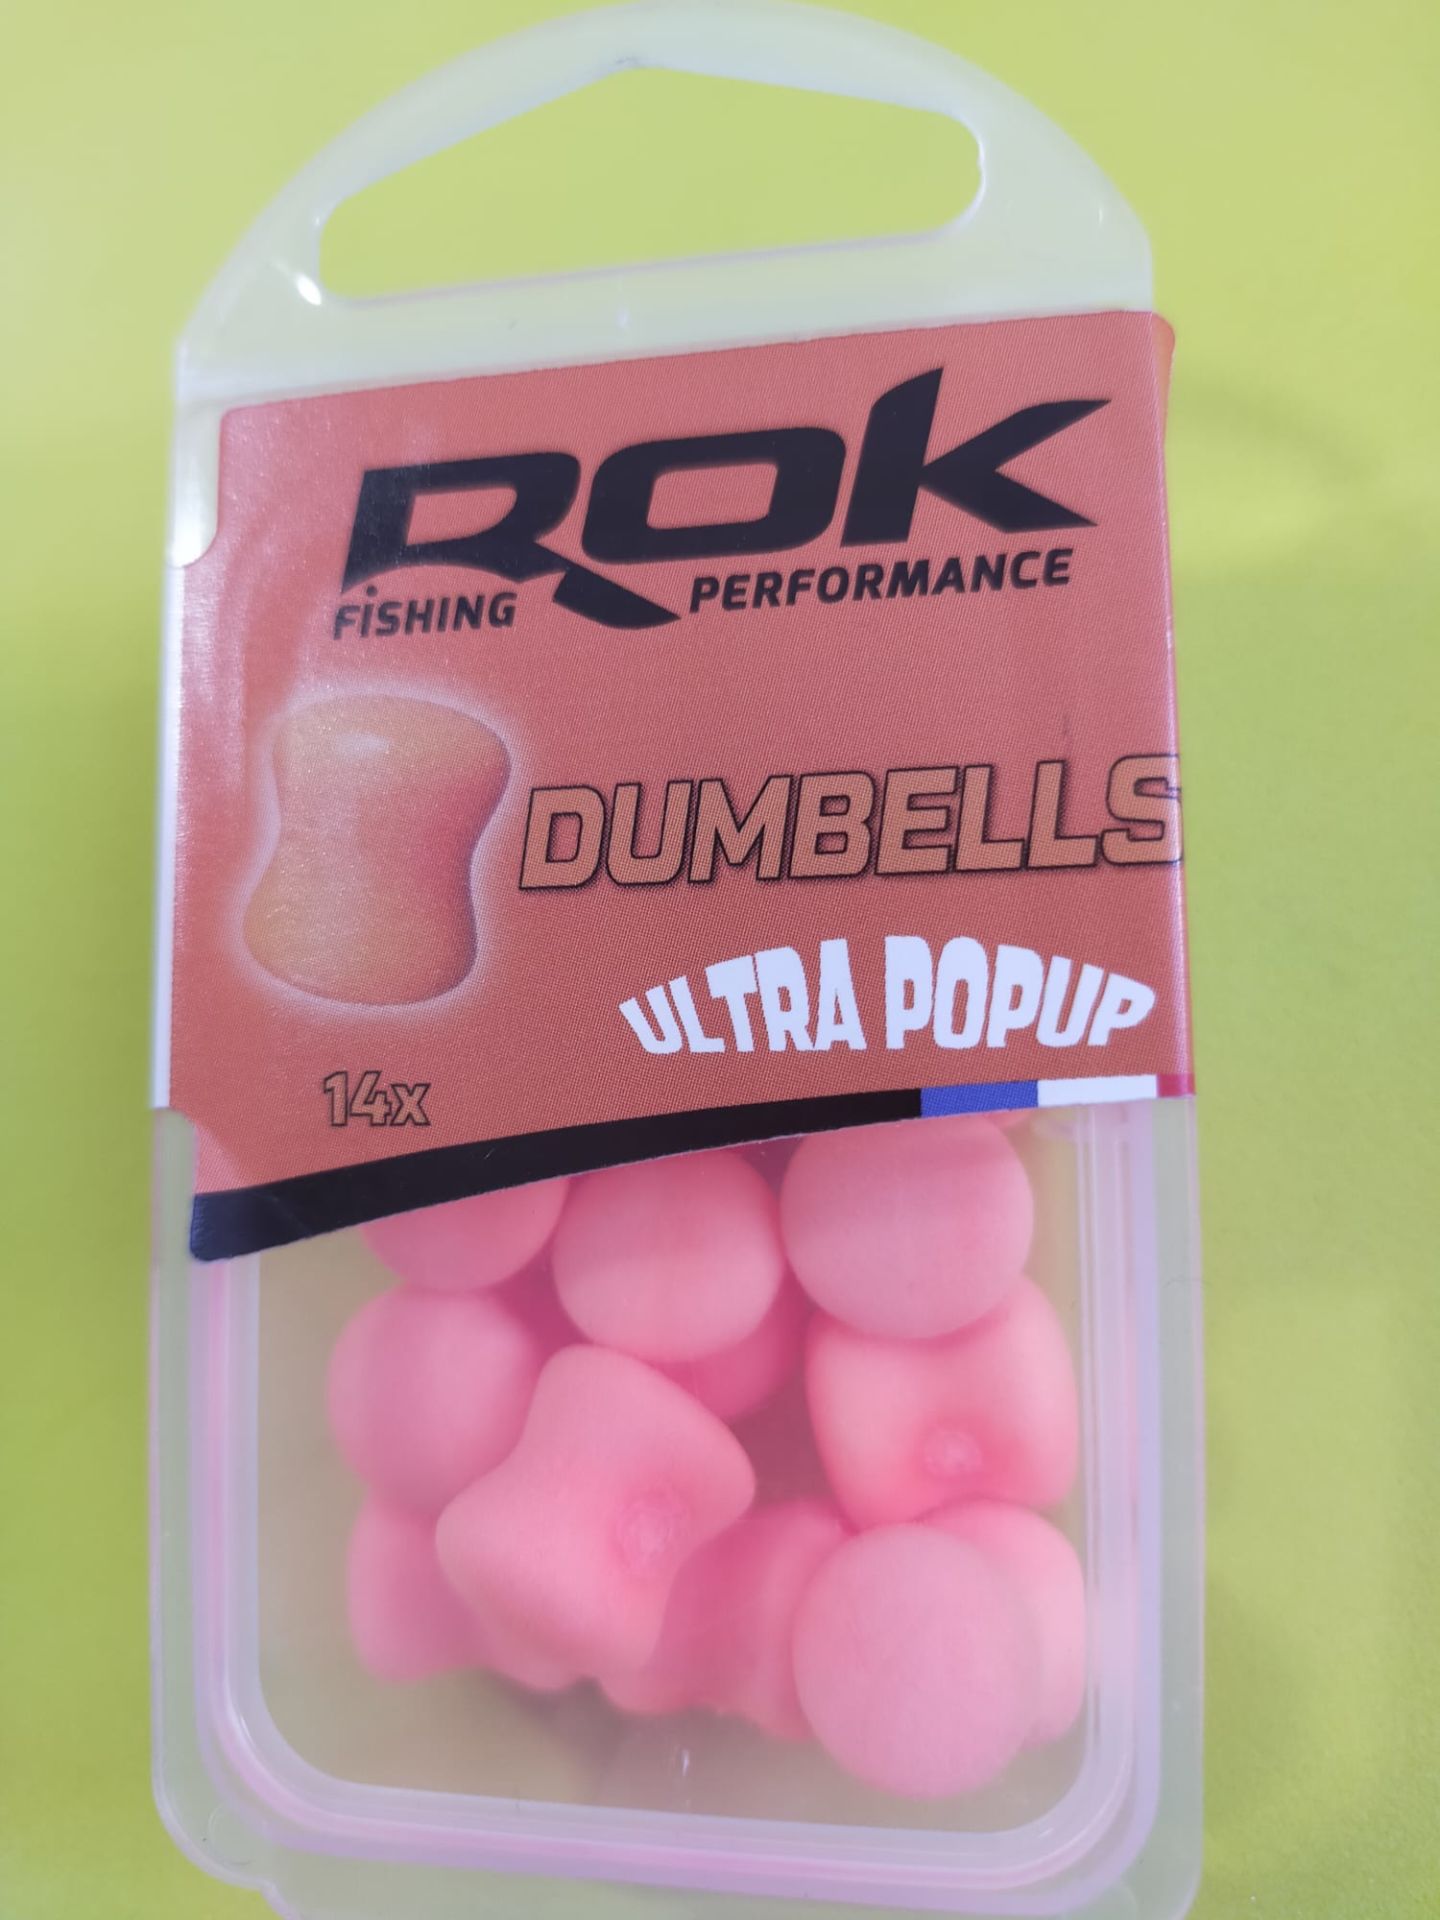 ROK
FiSHING PERFORMANCE
DUMBELLS
ULTRA POPUP
14x